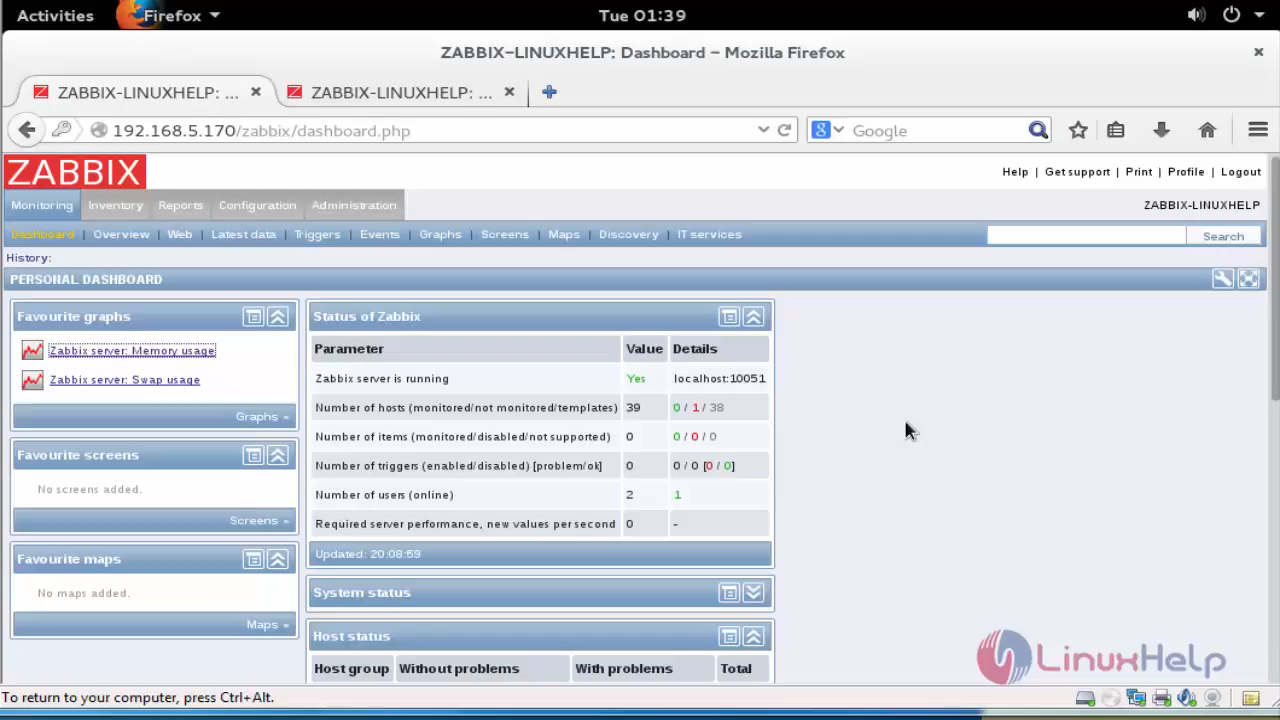 Activities Firefox Tue 01:39
ZABBIX-LINUXHELP: Dashboard - Mozilla Firefox
ZABBIX-LINUXHELP: ... ZABBIX-LINUXHELP: ...
192.168.5.170/zabbix/dashboard.php Google
ZABBIX
Help | Get support | Print | Profile | Logout
Monitoring Inventory Reports Configuration Administration ZABBIX-LINUXHELP
Dashboard | Overview | Web | Latest data | Triggers | Events | Graphs | Screens | Maps | Discovery | IT services Search
History:
PERSONAL DASHBOARD
Favourite graphs
Zabbix server: Memory usage
Zabbix server: Swap usage
Graphs »
Favourite screens
No screens added.
Screens »
Favourite maps
No maps added.
Maps »
Status of Zabbix
Parameter Value Details
Zabbix server is running Yes localhost:10051
Number of hosts (monitored/not monitored/templates) 39 0 / 1 / 38
Number of items (monitored/disabled/not supported) 0 0 / 0 / 0
Number of triggers (enabled/disabled) [problem/ok] 0 0 / 0 [0 / 0]
Number of users (online) 2 1
Required server performance, new values per second 0 -
Updated: 20:08:59
System status
Host status
Host group Without problems With problems Total
LinuxHelp
To return to your computer, press Ctrl+Alt.